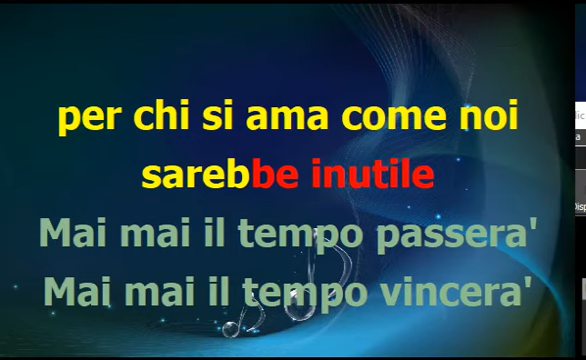 per chi si ama come noi
sarebbe inutile
Mai mai il tempo passera'
Mai mai il tempo vincera'